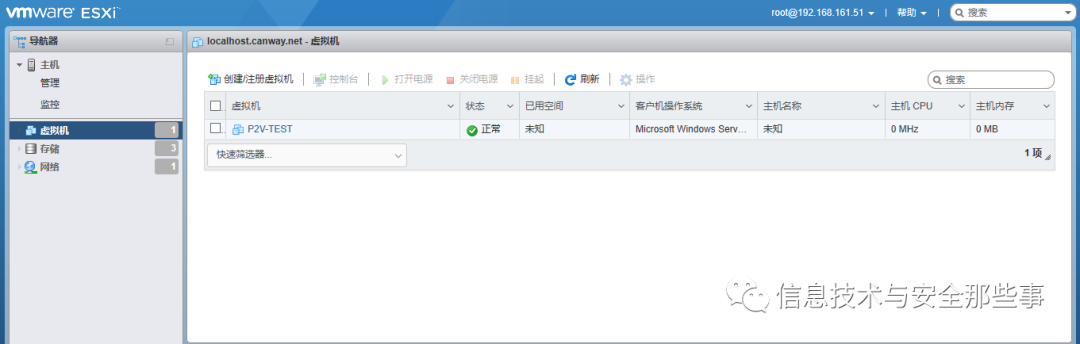 vmware ESXi™
root@192.168.161.51 | 帮助 | 搜索
导航器
主机
管理
监控
虚拟机 1
存储 3
网络 1
localhost.canway.net - 虚拟机
创建/注册虚拟机 | 控制台 | 打开电源 关闭电源 挂起 | 刷新 | 操作 搜索
虚拟机 状态 已用空间 客户机操作系统 主机名称 主机 CPU 主机内存
P2V-TEST 正常 未知 Microsoft Windows Serv... 未知 0 MHz 0 MB
快速筛选器... 1 项
信息技术与安全那些事